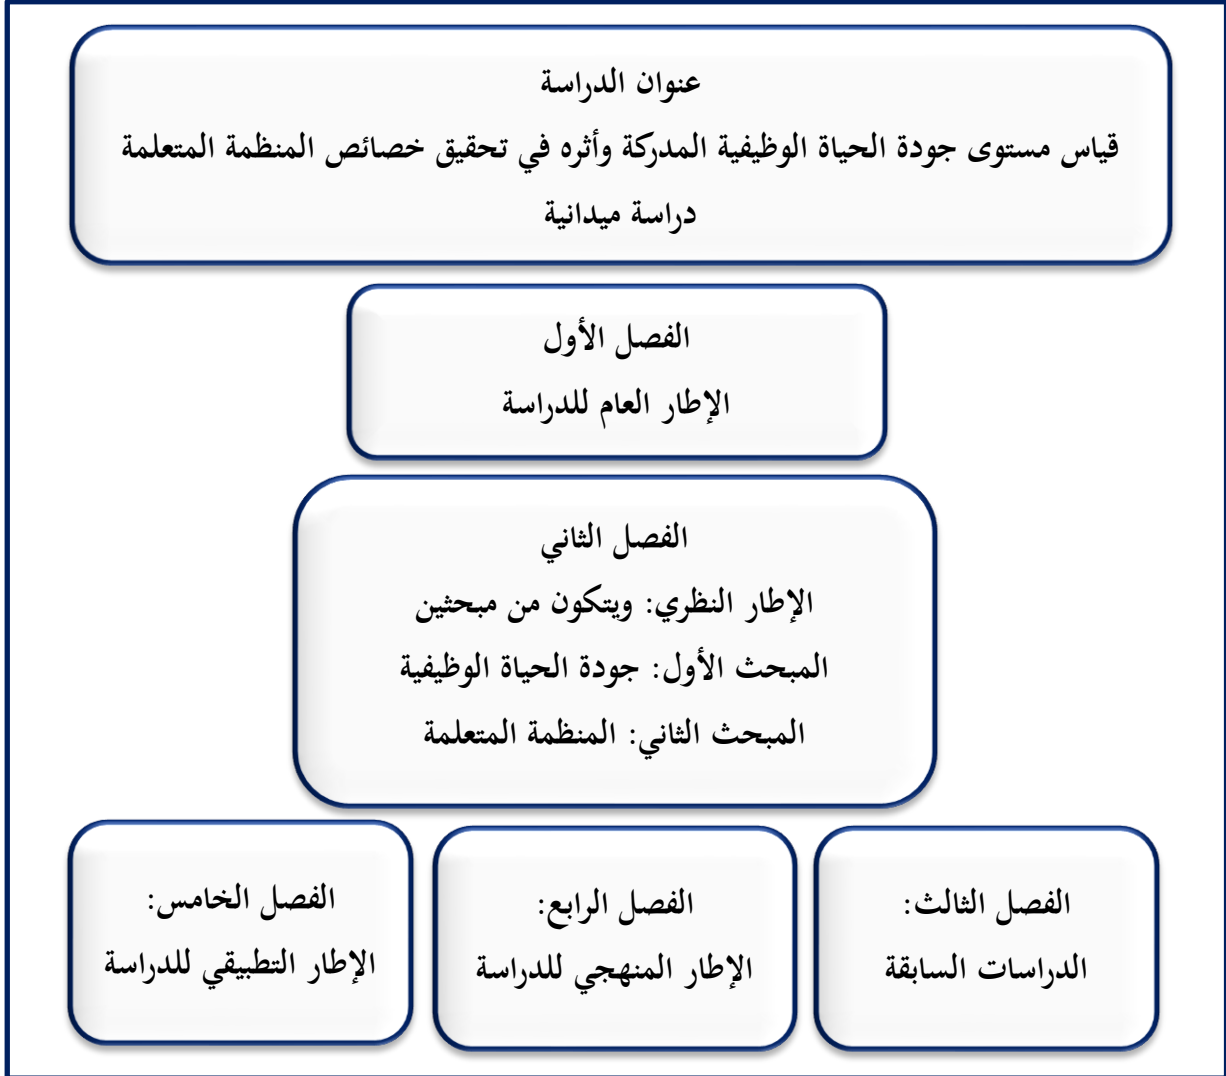 عنوان الدراسة
قياس مستوى جودة الحياة الوظيفية المدركة وأثره في تحقيق خصائص المنظمة المتعلمة
دراسة ميدانية
الفصل الأول
الإطار العام للدراسة
الفصل الثاني
الإطار النظري: ويتكون من مبحثين
المبحث الأول: جودة الحياة الوظيفية
المبحث الثاني: المنظمة المتعلمة
الفصل الثالث:
الدراسات السابقة
الفصل الرابع:
الإطار المنهجي للدراسة
الفصل الخامس:
الإطار التطبيقي للدراسة